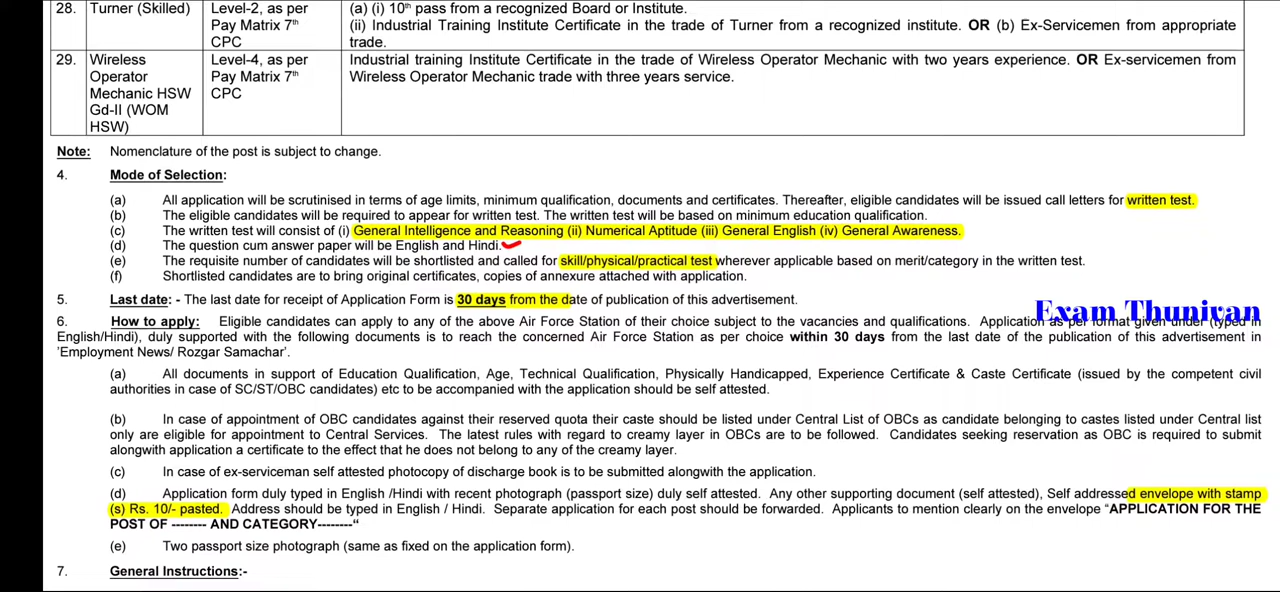 28. Turner (Skilled) Level-2, as per Pay Matrix 7th CPC (a) (i) 10th pass from a recognized Board or Institute.
(ii) Industrial Training Institute Certificate in the trade of Turner from a recognized institute. OR (b) Ex-Servicemen from appropriate
trade.
29. Wireless Operator Mechanic HSW Gd-II (WOM HSW) Level-4, as per Pay Matrix 7th CPC Industrial training Institute Certificate in the trade of Wireless Operator Mechanic with two years experience. OR Ex-servicemen from
Wireless Operator Mechanic trade with three years service.
Note: Nomenclature of the post is subject to change.
4. Mode of Selection:
(a) All application will be scrutinised in terms of age limits, minimum qualification, documents and certificates. Thereafter, eligible candidates will be issued call letters for written test.
(b) The eligible candidates will be required to appear for written test. The written test will be based on minimum education qualification.
(c) The written test will consist of (i) General Intelligence and Reasoning (ii) Numerical Aptitude (iii) General English (iv) General Awareness.
(d) The question cum answer paper will be English and Hindi.
(e) The requisite number of candidates will be shortlisted and called for skill/physical/practical test wherever applicable based on merit/category in the written test.
(f) Shortlisted candidates are to bring original certificates, copies of annexure attached with application.
5. Last date: - The last date for receipt of Application Form is 30 days from the date of publication of this advertisement.
Exam Thunivan
6. How to apply: Eligible candidates can apply to any of the above Air Force Station of their choice subject to the vacancies and qualifications. Application as per format given under (typed in
English/Hindi), duly supported with the following documents is to reach the concerned Air Force Station as per choice within 30 days from the last date of the publication of this advertisement in
'Employment News/ Rozgar Samachar'.
(a) All documents in support of Education Qualification, Age, Technical Qualification, Physically Handicapped, Experience Certificate & Caste Certificate (issued by the competent civil
authorities in case of SC/ST/OBC candidates) etc to be accompanied with the application should be self attested.
(b) In case of appointment of OBC candidates against their reserved quota their caste should be listed under Central List of OBCs as candidate belonging to castes listed under Central list
only are eligible for appointment to Central Services. The latest rules with regard to creamy layer in OBCs are to be followed. Candidates seeking reservation as OBC is required to submit
alongwith application a certificate to the effect that he does not belong to any of the creamy layer.
(c) In case of ex-serviceman self attested photocopy of discharge book is to be submitted alongwith the application.
(d) Application form duly typed in English /Hindi with recent photograph (passport size) duly self attested. Any other supporting document (self attested), Self addressed envelope with stamp
(s) Rs. 10/- pasted. Address should be typed in English / Hindi. Separate application for each post should be forwarded. Applicants to mention clearly on the envelope "APPLICATION FOR THE
POST OF -------- AND CATEGORY--------"
(e) Two passport size photograph (same as fixed on the application form).
7. General Instructions:-